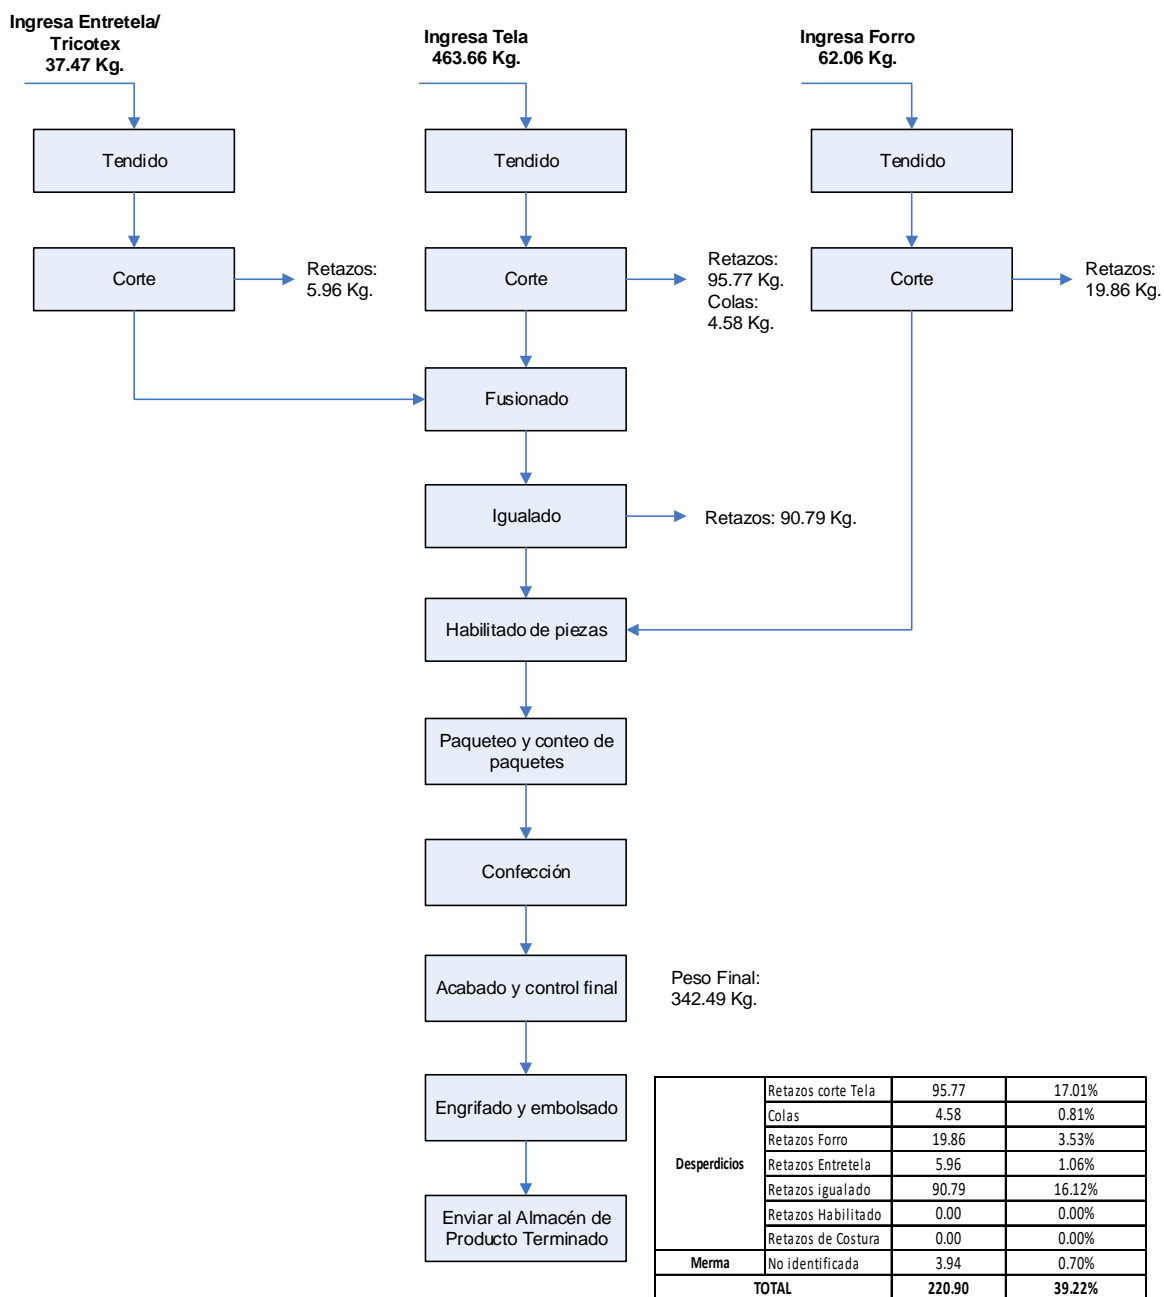 Ingresa Entretela/
Tricotex
37.47 Kg.
Ingresa Tela
463.66 Kg.
Ingresa Forro
62.06 Kg.
Tendido
Tendido
Tendido
Corte
Retazos:
5.96 Kg.
Corte
Retazos:
95.77 Kg.
Colas:
4.58 Kg.
Corte
Retazos:
19.86 Kg.
Fusionado
Igualado
Retazos: 90.79 Kg.
Habilitado de piezas
Paqueteo y conteo de
paquetes
Confección
Acabado y control final
Peso Final:
342.49 Kg.
Engrifado y embolsado
Enviar al Almacén de
Producto Terminado
Desperdicios
Retazos corte Tela 95.77 17.01%
Colas 4.58 0.81%
Retazos Forro 19.86 3.53%
Retazos Entretela 5.96 1.06%
Retazos igualado 90.79 16.12%
Retazos Habilitado 0.00 0.00%
Retazos de Costura 0.00 0.00%
Merma No identificada 3.94 0.70%
TOTAL 220.90 39.22%